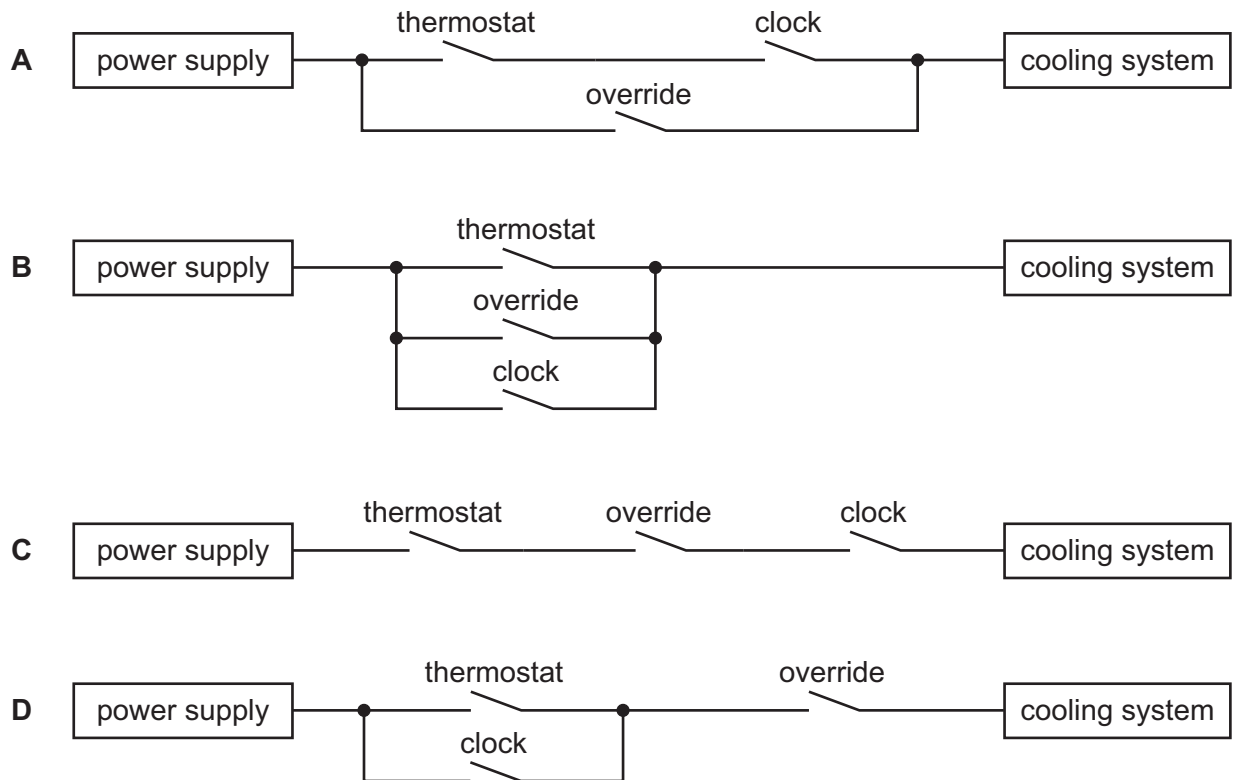 thermostat clock
A power supply cooling system
override
thermostat
B power supply cooling system
override
clock
thermostat override clock
C power supply cooling system
thermostat override
D power supply cooling system
clock